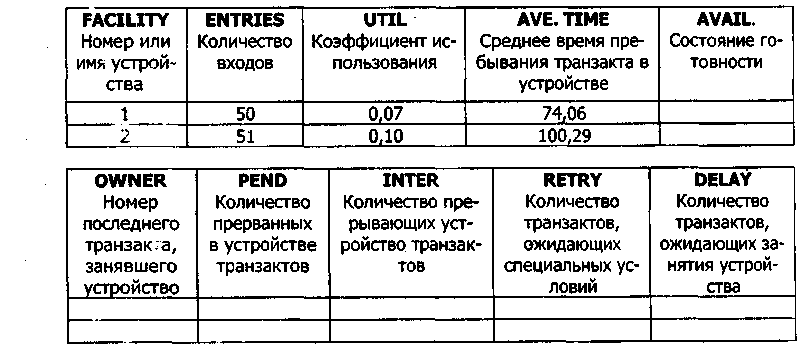 FACILITY ENTRIES UTIL AVE. TIME AVAIL.
Номер или Количество Коэффициент ис- Среднее время пре- Состояние го-
имя устрой- входов пользования бывания транзакта в товности
ства устройстве
1 50 0,07 74,06
2 51 0,10 100,29
OWNER PEND INTER RETRY DELAY
Номер Количество Количество пре- Количество Количество
последнего прерванных рывающих уст- транзактов, транзактов,
транзакта, в устройстве ройство транзак- ожидающих ожидающих за-
занявшего транзактов тов специальных ус- нятия устрой-
устройство ловий ства